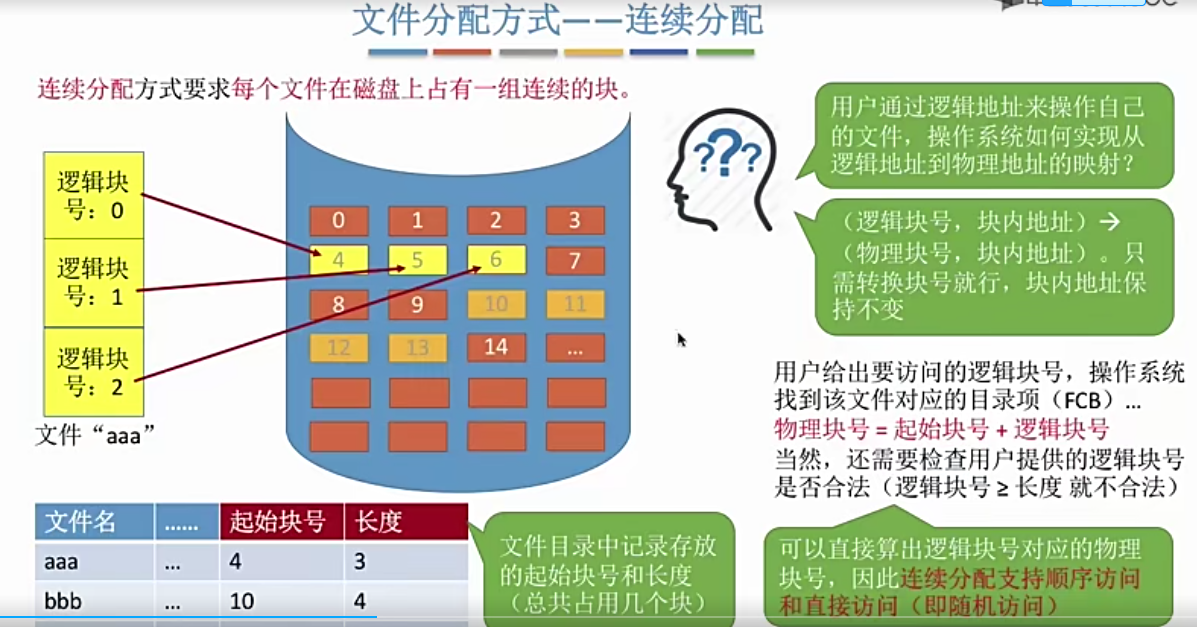 文件分配方式——连续分配
连续分配方式要求每个文件在磁盘上占有一组连续的块。
逻辑块
号：0
逻辑块
号：1
逻辑块
号：2
文件“aaa”
0 1 2 3
4 5 6 7
8 9 10 11
12 13 14 ...
???
用户通过逻辑地址来操作自己
的文件，操作系统如何实现从
逻辑地址到物理地址的映射？
（逻辑块号，块内地址）→
（物理块号，块内地址）。只
需转换块号就行，块内地址保
持不变
用户给出要访问的逻辑块号，操作系统
找到该文件对应的目录项（FCB）...
物理块号 = 起始块号 + 逻辑块号
当然，还需要检查用户提供的逻辑块号
是否合法（逻辑块号 ≥ 长度 就不合法）
文件名 …… 起始块号 长度
aaa ... 4 3
bbb ... 10 4
文件目录中记录存放
的起始块号和长度
（总共占用几个块）
可以直接算出逻辑块号对应的物理
块号，因此连续分配支持顺序访问
和直接访问（即随机访问）